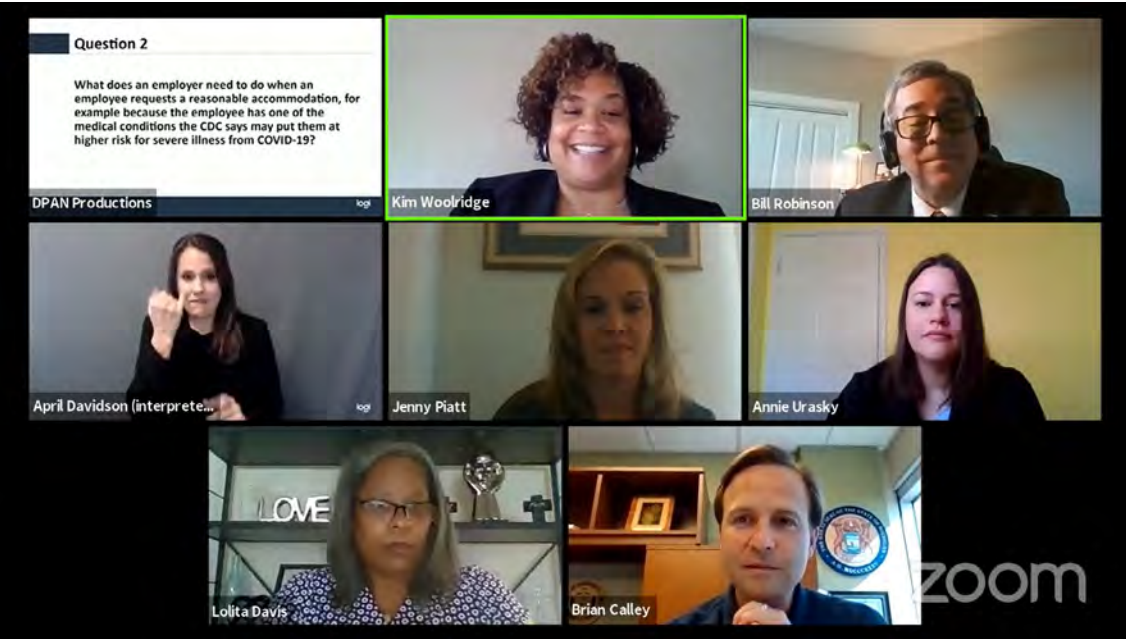 Question 2
What does an employer need to do when an
employee requests a reasonable accommodation, for
example because the employee has one of the
medical conditions the CDC says may put them at
higher risk for severe illness from COVID-19?
DPAN Productions
logi
Kim Woolridge
Bill Robinson
April Davidson (interprete...
logi
Jenny Piatt
Annie Urasky
LOVE
Lolita Davis
Brian Calley
zoom